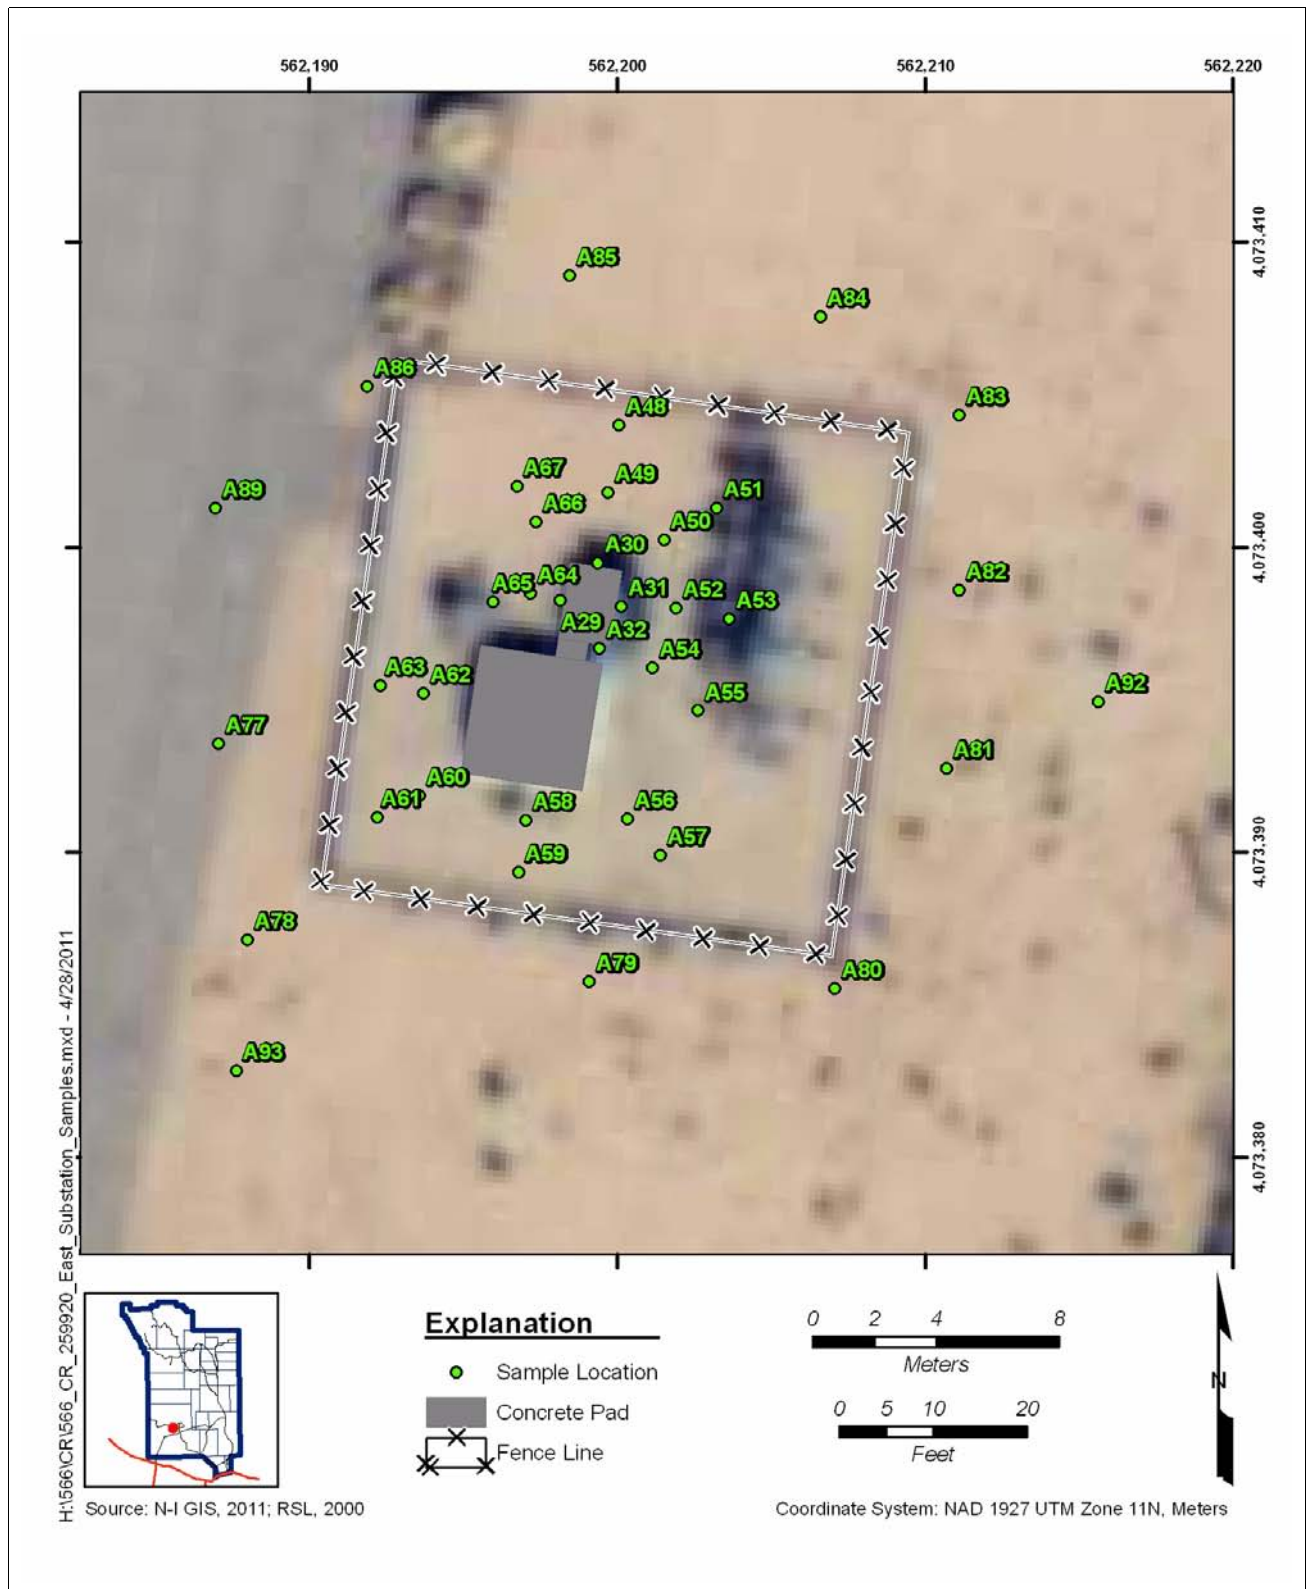 562,190 562,200 562,210 562,220
4,073,410
A85
A84
A86
A83
A48
A67
A49
A89
A51
A66
A50
4,073,400
A30
A64
A82
A65
A31
A52
A53
A29
A32
A54
A63
A62
A92
A55
A77
A81
A60
A61
A58
A56
A57
A59
4,073,390
A78
A79
A80
A93
4,073,380
H:\566\CR\566_CR_259920_East_Substation_Samples.mxd - 4/28/2011
Explanation
Sample Location
Concrete Pad
Fence Line
0 2 4 8
Meters
0 5 10 20
Feet
N
Source: N-I GIS, 2011; RSL, 2000
Coordinate System: NAD 1927 UTM Zone 11N, Meters